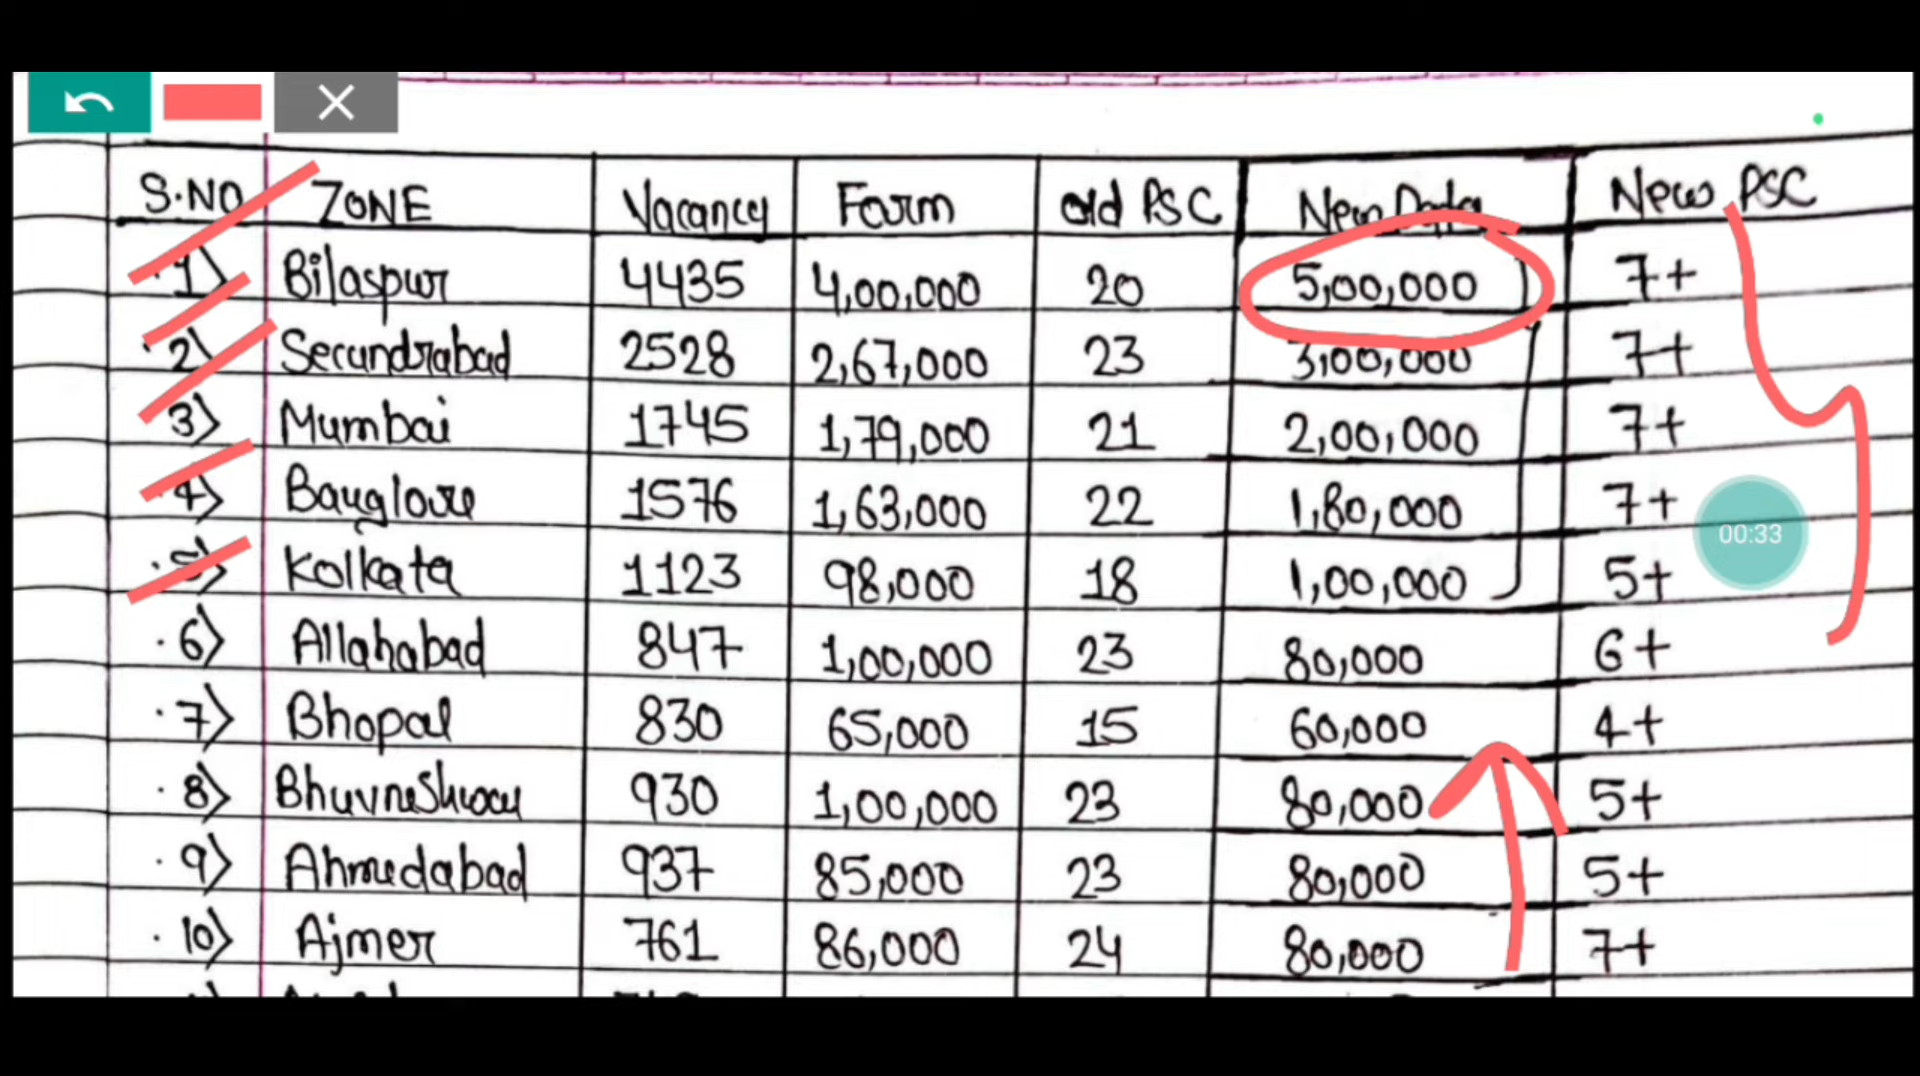 S.NO ZONE Vacancy Form old PSC New Data New PSC
1) Bilaspur 4435 4,00,000 20 5,00,000 7+
2) Secundrabad 2528 2,67,000 23 3,00,000 7+
3) Mumbai 1745 1,79,000 21 2,00,000 7+
4) Banglore 1576 1,63,000 22 1,80,000 7+
5) Kolkata 1123 98,000 18 1,00,000 5+
6) Allahabad 847 1,00,000 23 80,000 6+
7) Bhopal 830 65,000 15 60,000 4+
8) Bhuvneshwar 930 1,00,000 23 80,000 5+
9) Ahmedabad 937 85,000 23 80,000 5+
10) Ajmer 761 86,000 24 80,000 7+
00:33